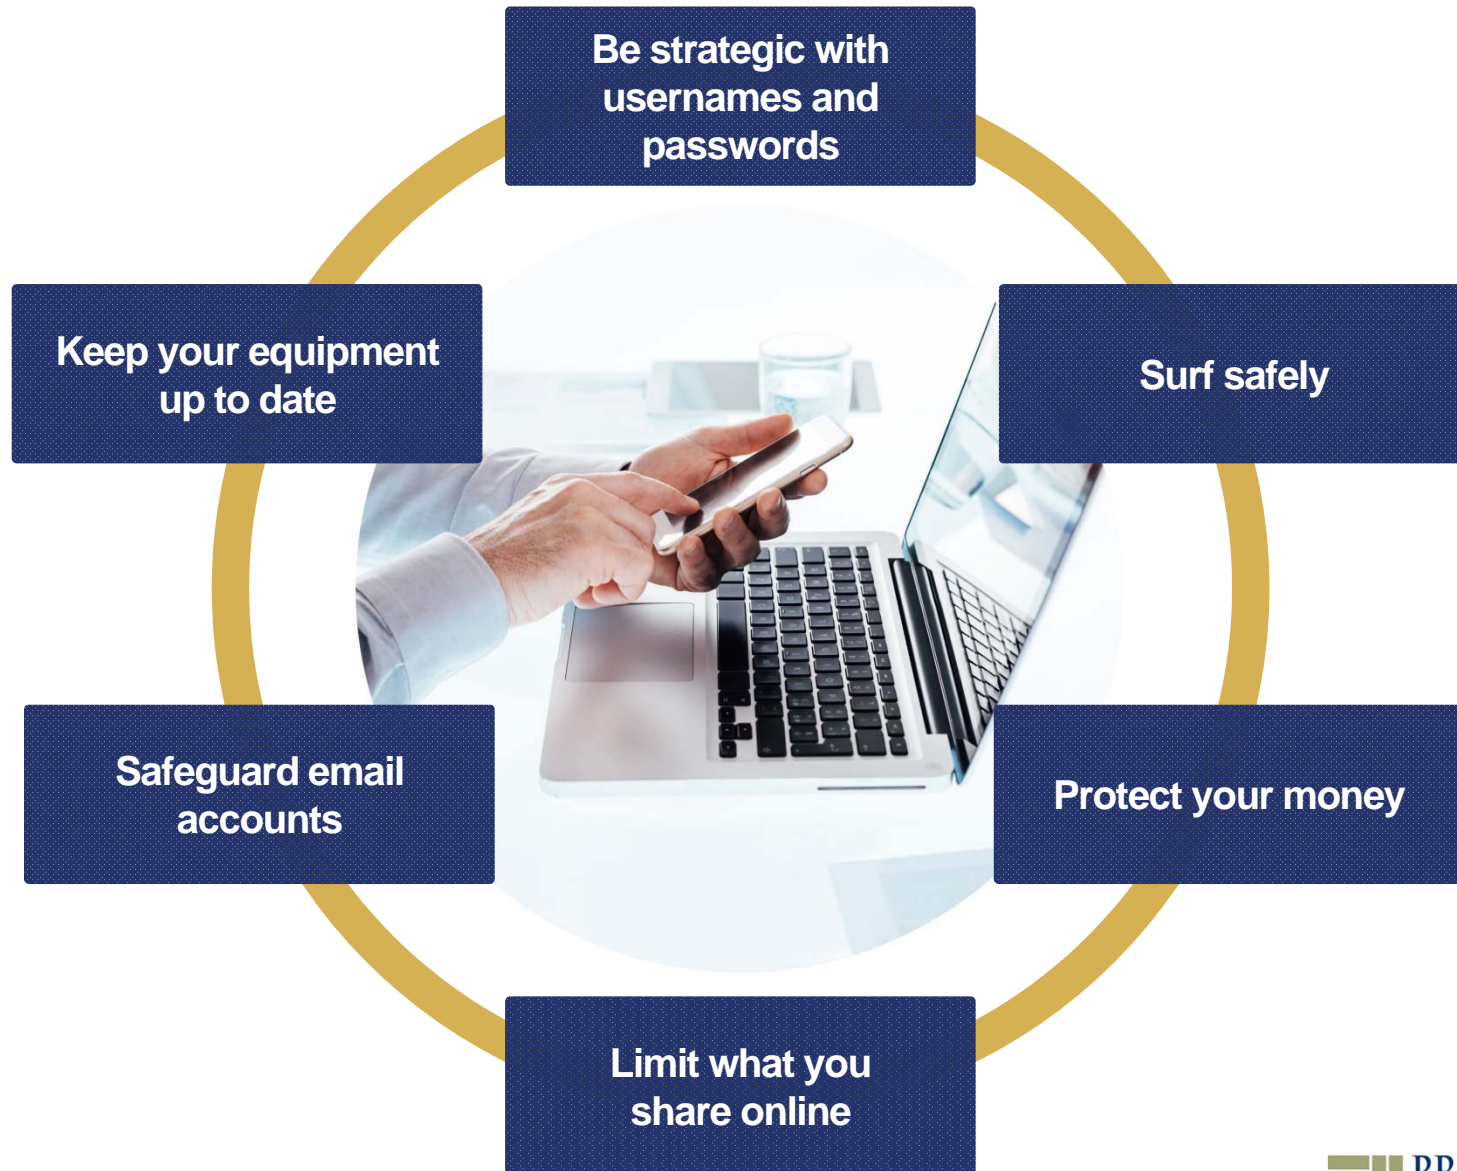 Be strategic with
usernames and
passwords
Keep your equipment
up to date
Surf safely
Safeguard email
accounts
Protect your money
Limit what you
share online